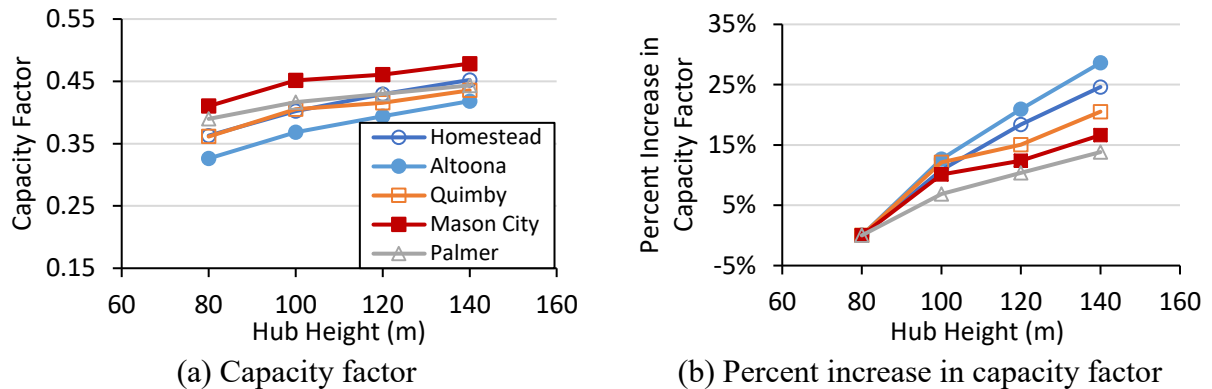 0.55
0.45
0.35
0.25
0.15
Capacity Factor
Homestead
Altoona
Quimby
Mason City
Palmer
60 80 100 120 140 160
Hub Height (m)
(a) Capacity factor
35%
25%
15%
5%
-5%
Percent Increase in
Capacity Factor
60 80 100 120 140 160
Hub Height (m)
(b) Percent increase in capacity factor